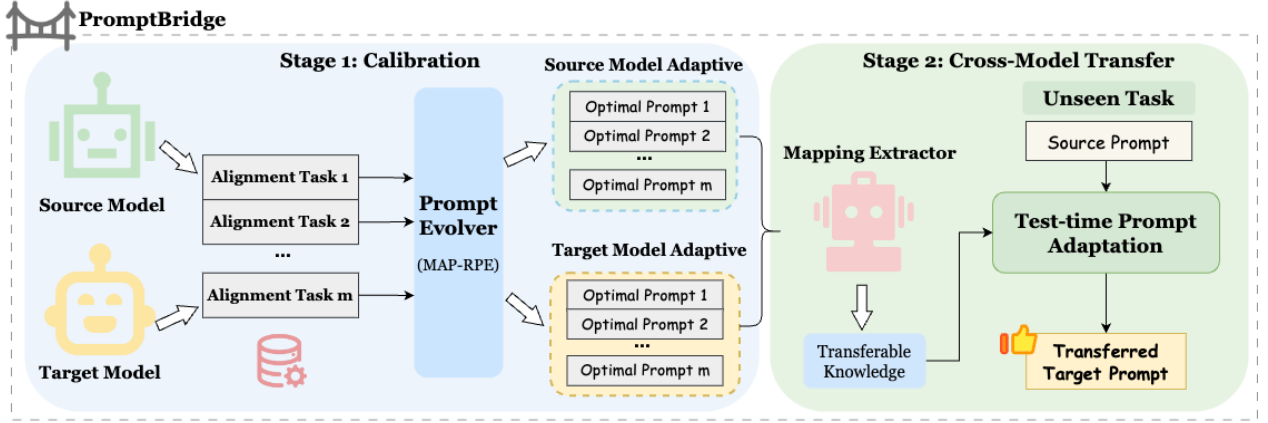 PromptBridge
Stage 1: Calibration
Source Model
Target Model
Alignment Task 1
Alignment Task 2
...
Alignment Task m
Prompt
Evolver
(MAP-RPE)
Source Model Adaptive
Optimal Prompt 1
Optimal Prompt 2
...
Optimal Prompt m
Target Model Adaptive
Optimal Prompt 1
Optimal Prompt 2
...
Optimal Prompt m
Stage 2: Cross-Model Transfer
Mapping Extractor
Transferable
Knowledge
Unseen Task
Source Prompt
Test-time Prompt
Adaptation
Transferred
Target Prompt